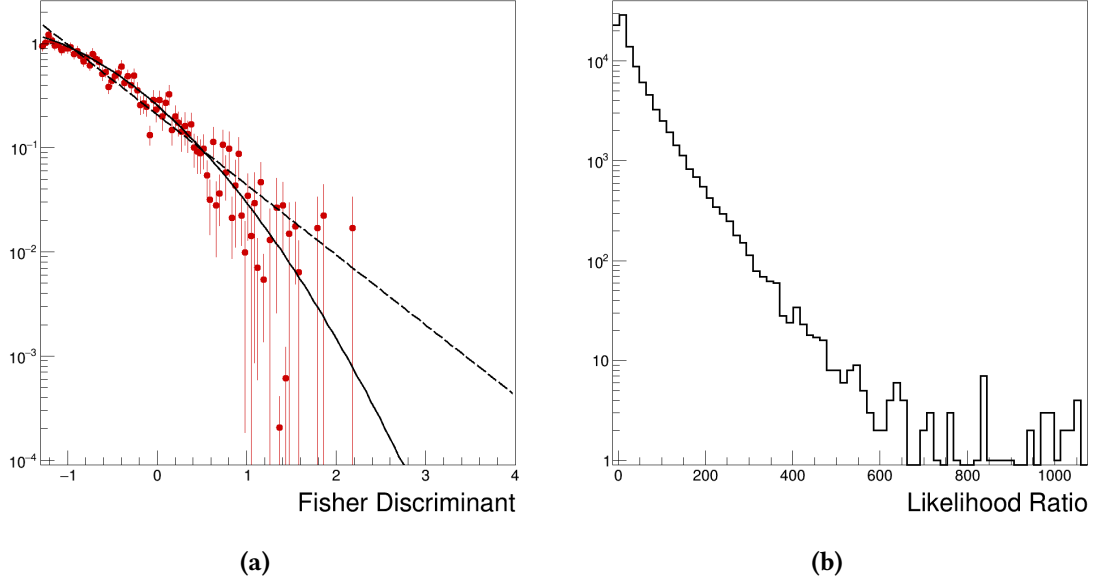 1
10⁻¹
10⁻²
10⁻³
10⁻⁴
−1 0 1 2 3 4
Fisher Discriminant
(a)
10⁴
10³
10²
10
1
0 200 400 600 800 1000
Likelihood Ratio
(b)